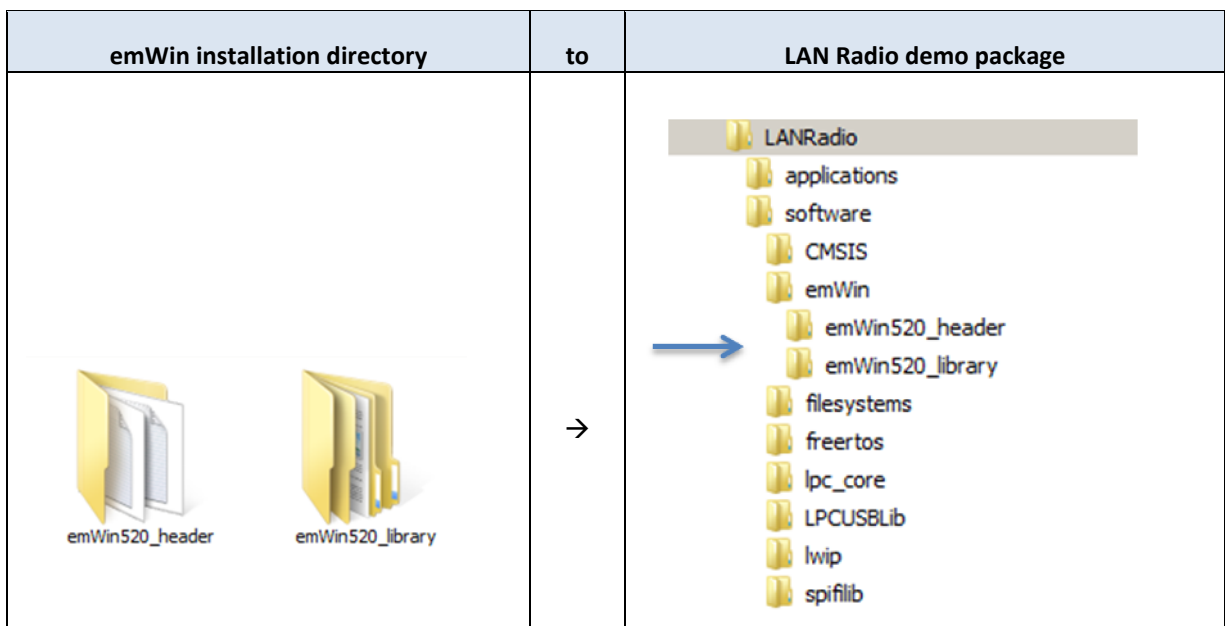 emWin installation directory
to
LAN Radio demo package
emWin520_header
emWin520_library
→
LANRadio
applications
software
CMSIS
emWin
emWin520_header
emWin520_library
filesystems
freertos
lpc_core
LPCUSBLib
lwip
spifilib